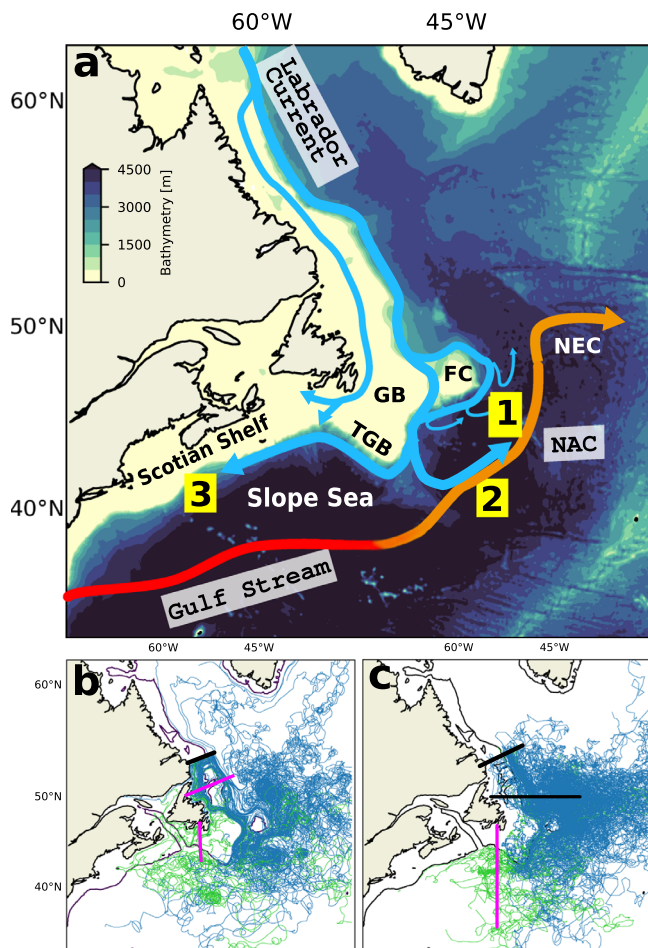 60°W 45°W
a
60°N
Labrador
Current
4500
3000
1500
0
Bathymetry [m]
50°N
NEC
FC
GB
1
TGB
NAC
Scotian Shelf
3
2
Slope Sea
40°N
Gulf Stream
60°W 45°W 60°W 45°W
b c
60°N
50°N
40°N